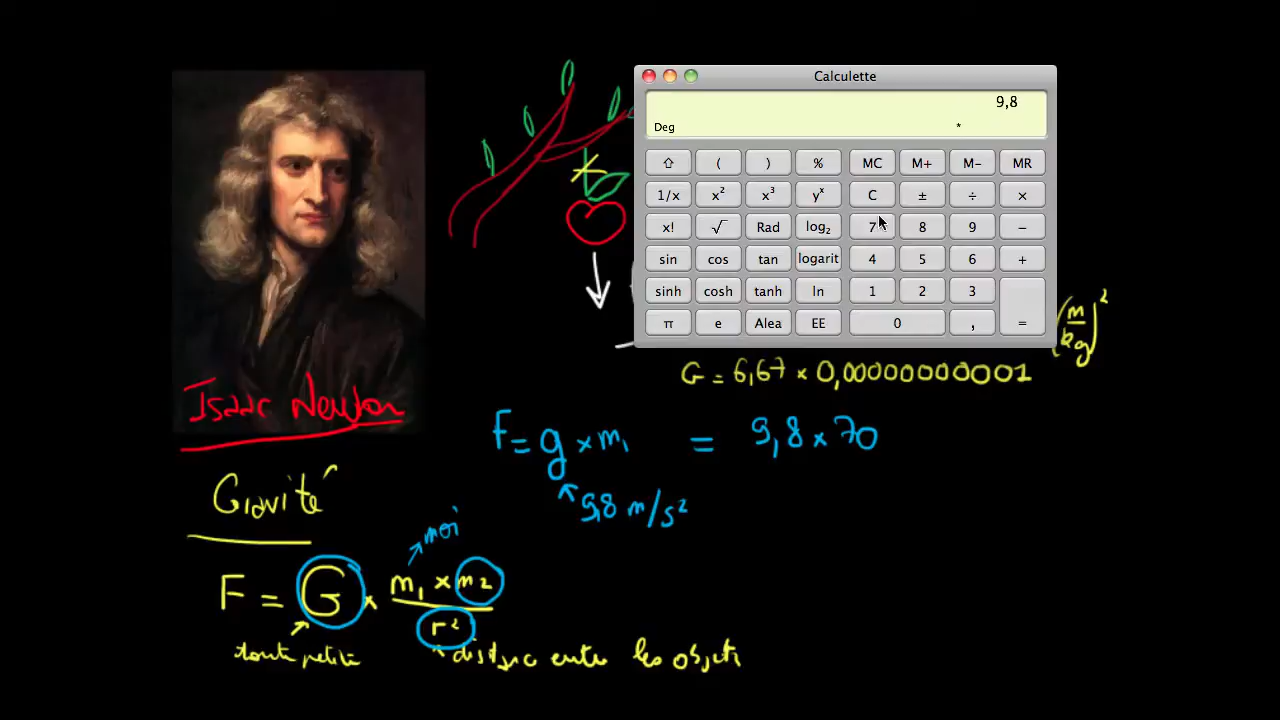 Calculette
9,8
Deg *
⇧ ( ) % MC M+ M- MR
1/x x² x³ yˣ C ± ÷ ×
x! √ Rad log₂ 7 8 9 −
sin cos tan logarit 4 5 6 +
sinh cosh tanh ln 1 2 3
π e Alea EE 0 , =
(m/kg)²
G = 6,67 × 0,00000000001
Isaac Newton
F = g × m₁ = 9,8 × 70
9,8 m/s²
Gravité
moi
F = G × m₁ × m₂
r²
toute petite
distance entre les objets